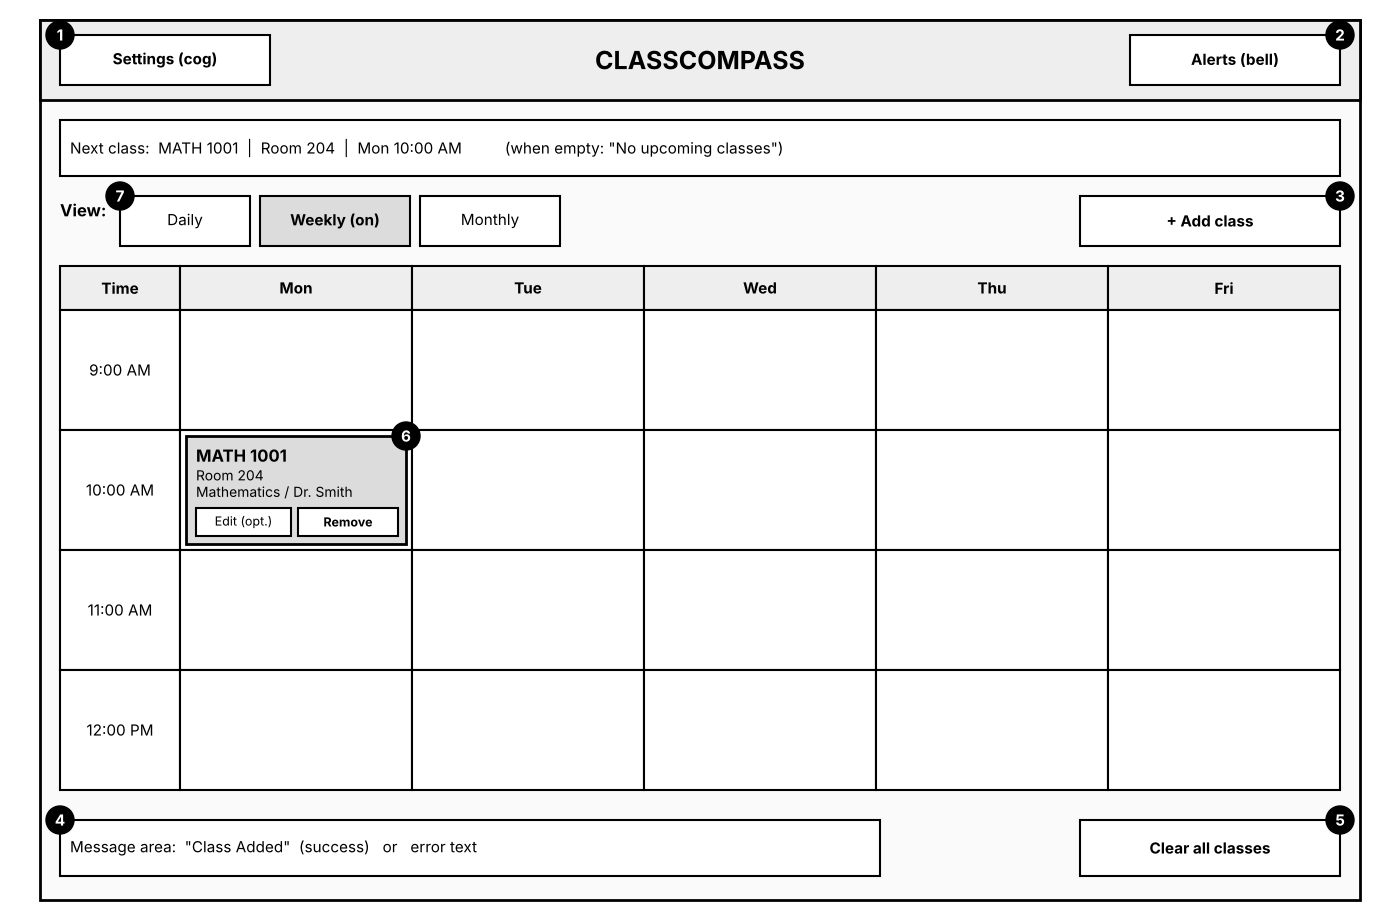 1
Settings (cog)
CLASSCOMPASS
2
Alerts (bell)
Next class: MATH 1001 | Room 204 | Mon 10:00 AM (when empty: "No upcoming classes")
View:
7
Daily
Weekly (on)
Monthly
3
+ Add class
Time Mon Tue Wed Thu Fri
9:00 AM
10:00 AM
6
MATH 1001
Room 204
Mathematics / Dr. Smith
Edit (opt.)
Remove
11:00 AM
12:00 PM
4
Message area: "Class Added" (success) or error text
5
Clear all classes